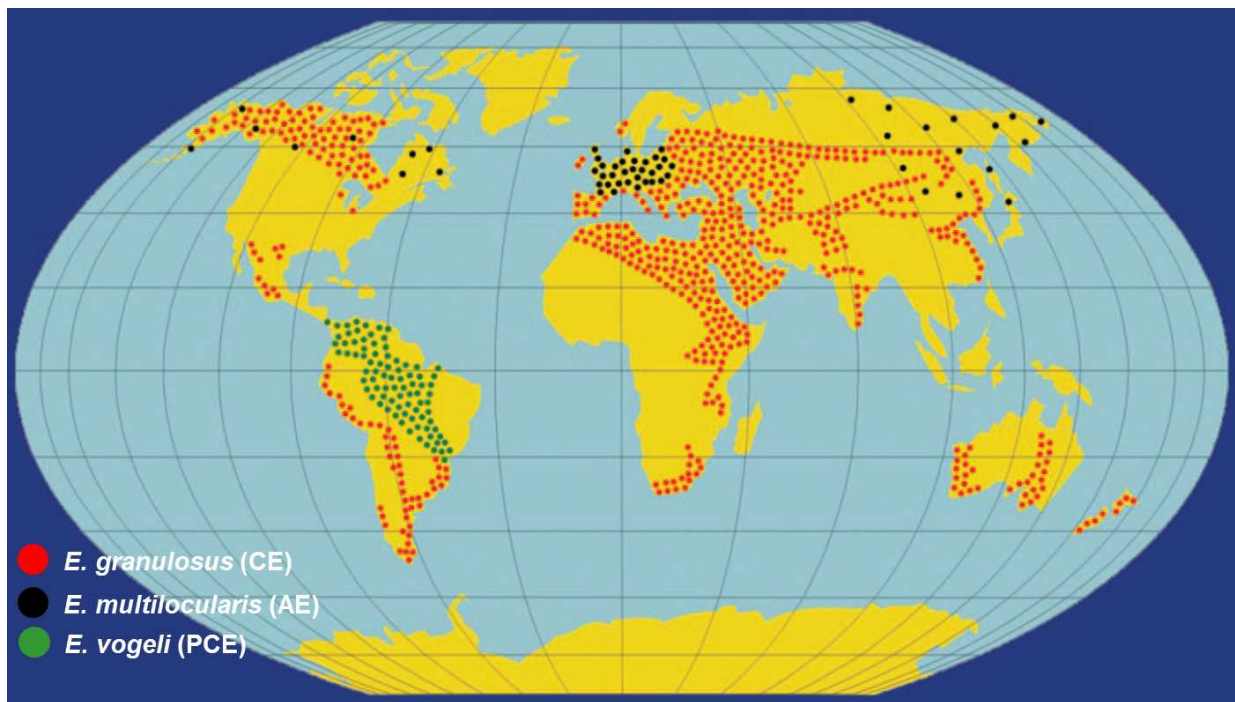 E. granulosus (CE)
E. multilocularis (AE)
E. vogeli (PCE)